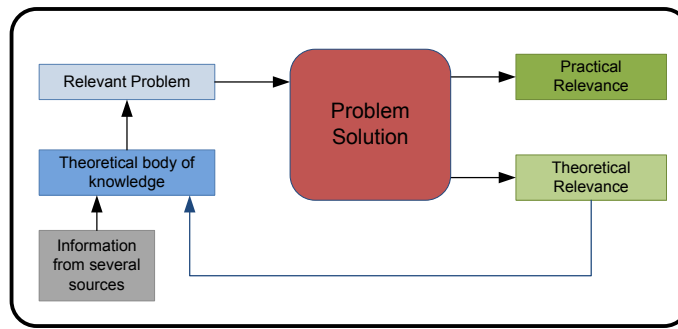 Relevant Problem
Problem
Solution
Practical
Relevance
Theoretical body of
knowledge
Theoretical
Relevance
Information
from several
sources